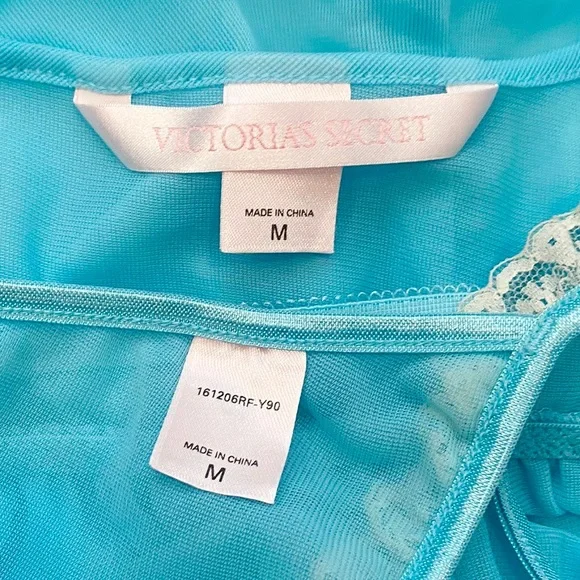 VICTORIA'S SECRET
MADE IN CHINA
M
161206RF-Y90
MADE IN CHINA
M